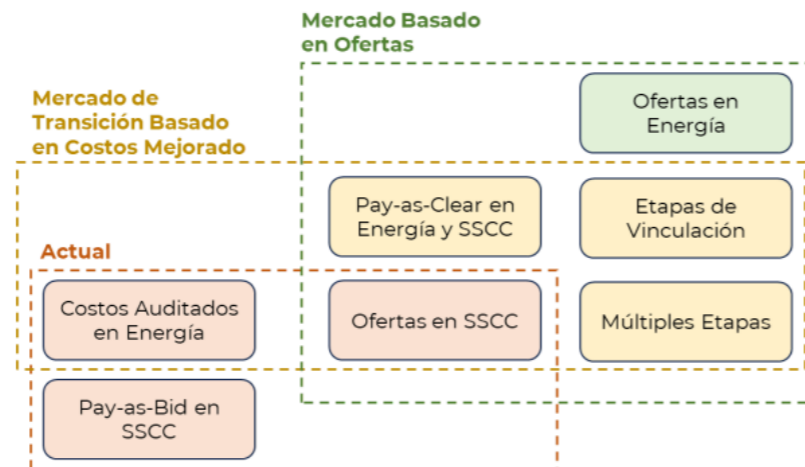 Mercado Basado
en Ofertas
Mercado de
Transición Basado
en Costos Mejorado
Ofertas en
Energía
Pay-as-Clear en
Energía y SSCC
Etapas de
Vinculación
Actual
Costos Auditados
en Energía
Ofertas en SSCC
Múltiples Etapas
Pay-as-Bid en
SSCC